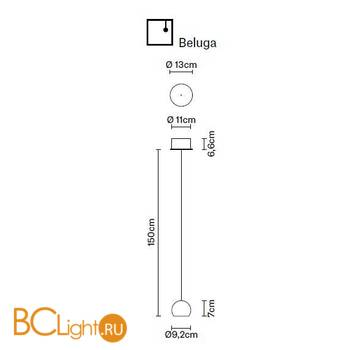 Beluga
Ø 13cm
Ø 11cm
6,6cm
150cm
7cm
Ø9,2cm
BCLight.RU